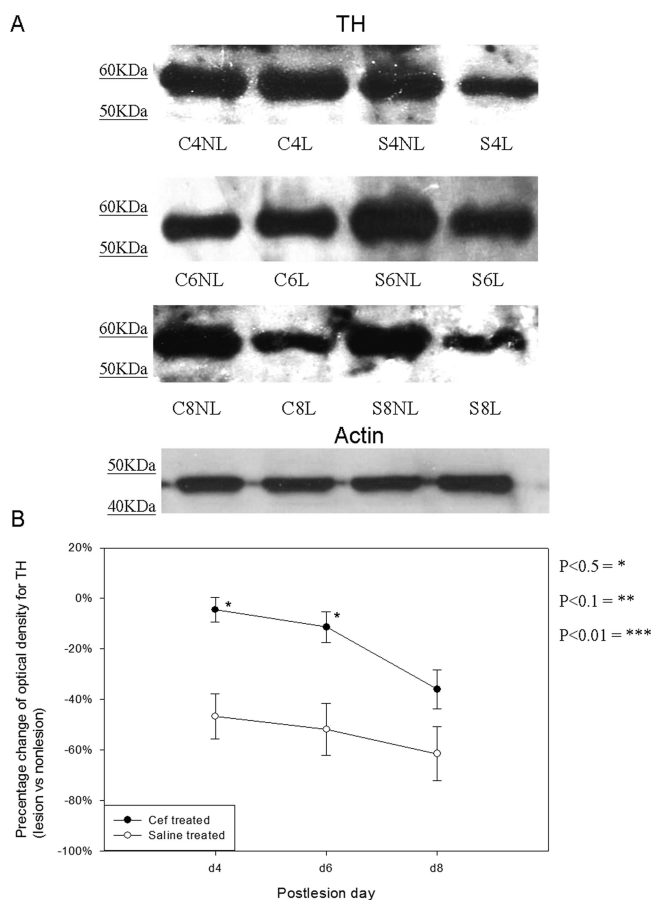 A
TH
60KDa
50KDa
C4NL C4L S4NL S4L
60KDa
50KDa
C6NL C6L S6NL S6L
60KDa
50KDa
C8NL C8L S8NL S8L
Actin
50KDa
40KDa
B
Precentage change of optical density for TH
(lesion vs nonlesion)
20%
0%
-20%
-40%
-60%
-80%
-100%
* *
Cef treated
Saline treated
d4 d6 d8
Postlesion day
P<0.5 = *
P<0.1 = **
P<0.01 = ***